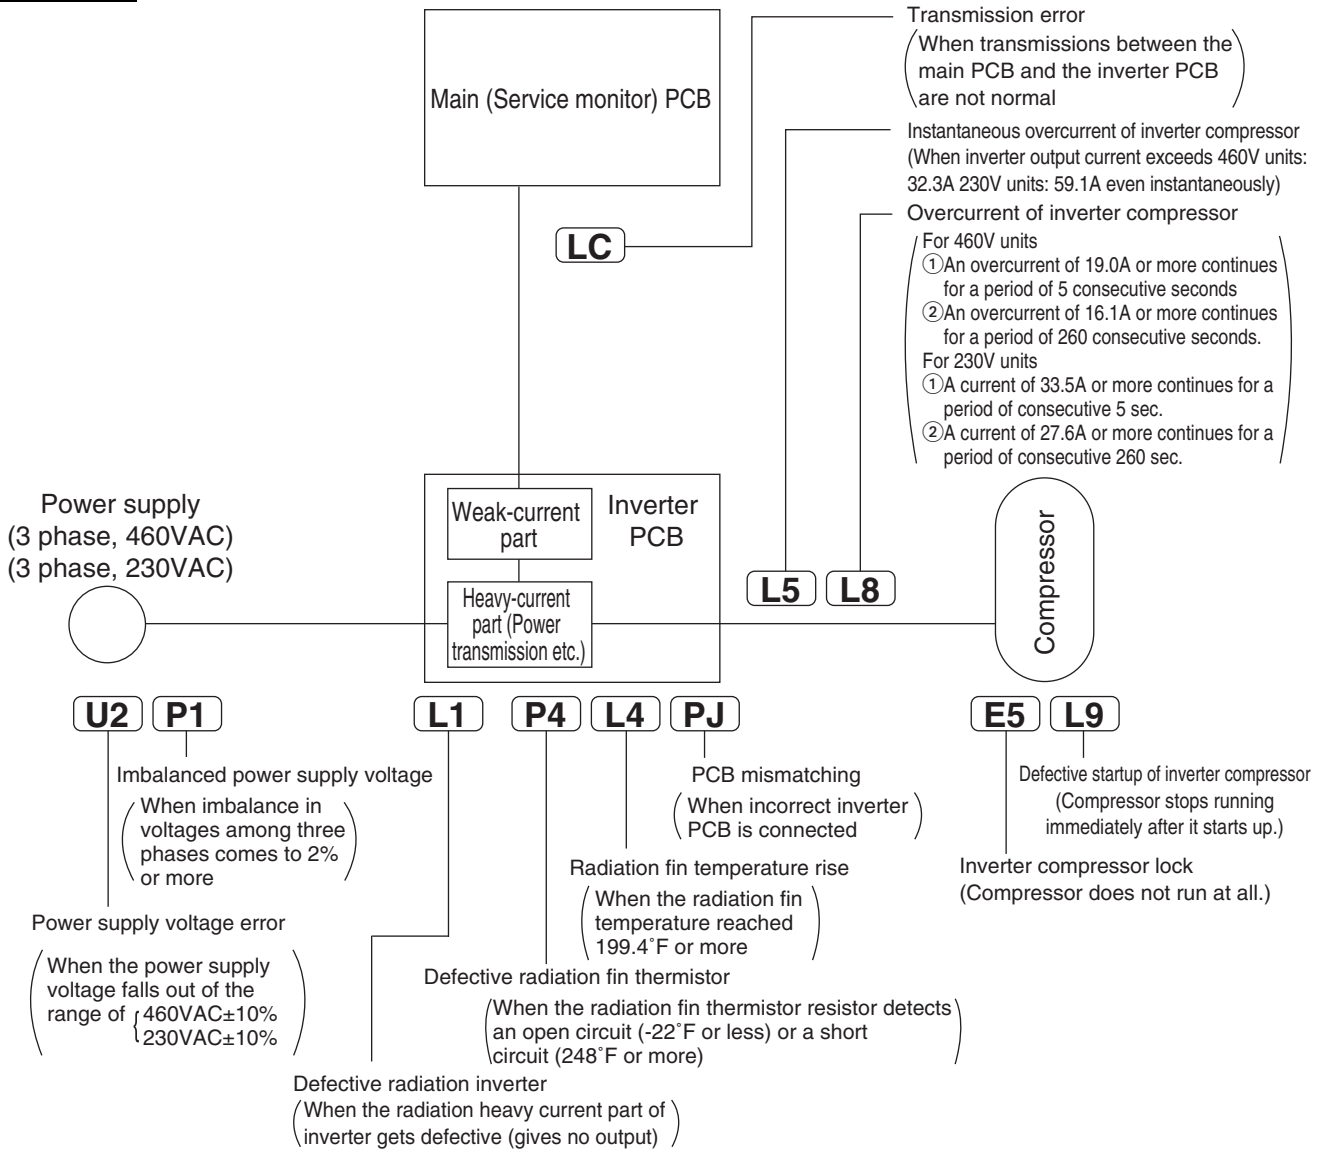 Main (Service monitor) PCB
Transmission error
When transmissions between the
main PCB and the inverter PCB
are not normal
Instantaneous overcurrent of inverter compressor
(When inverter output current exceeds 460V units:
32.3A 230V units: 59.1A even instantaneously)
LC
Overcurrent of inverter compressor
For 460V units
①An overcurrent of 19.0A or more continues
for a period of 5 consecutive seconds
②An overcurrent of 16.1A or more continues
for a period of 260 consecutive seconds.
For 230V units
①A current of 33.5A or more continues for a
period of consecutive 5 sec.
②A current of 27.6A or more continues for a
period of consecutive 260 sec.
Power supply
(3 phase, 460VAC)
(3 phase, 230VAC)
Weak-current
part
Inverter
PCB
Heavy-current
part (Power
transmission etc.)
L5 L8
Compressor
U2 P1
L1 P4 L4 PJ
E5 L9
Imbalanced power supply voltage
When imbalance in
voltages among three
phases comes to 2%
or more
PCB mismatching
When incorrect inverter
PCB is connected
Defective startup of inverter compressor
(Compressor stops running
immediately after it starts up.)
Radiation fin temperature rise
When the radiation fin
temperature reached
199.4˚F or more
Inverter compressor lock
(Compressor does not run at all.)
Power supply voltage error
When the power supply
voltage falls out of the
range of { 460VAC±10%
230VAC±10%
Defective radiation fin thermistor
When the radiation fin thermistor resistor detects
an open circuit (-22˚F or less) or a short
circuit (248˚F or more)
Defective radiation inverter
When the radiation heavy current part of
inverter gets defective (gives no output)